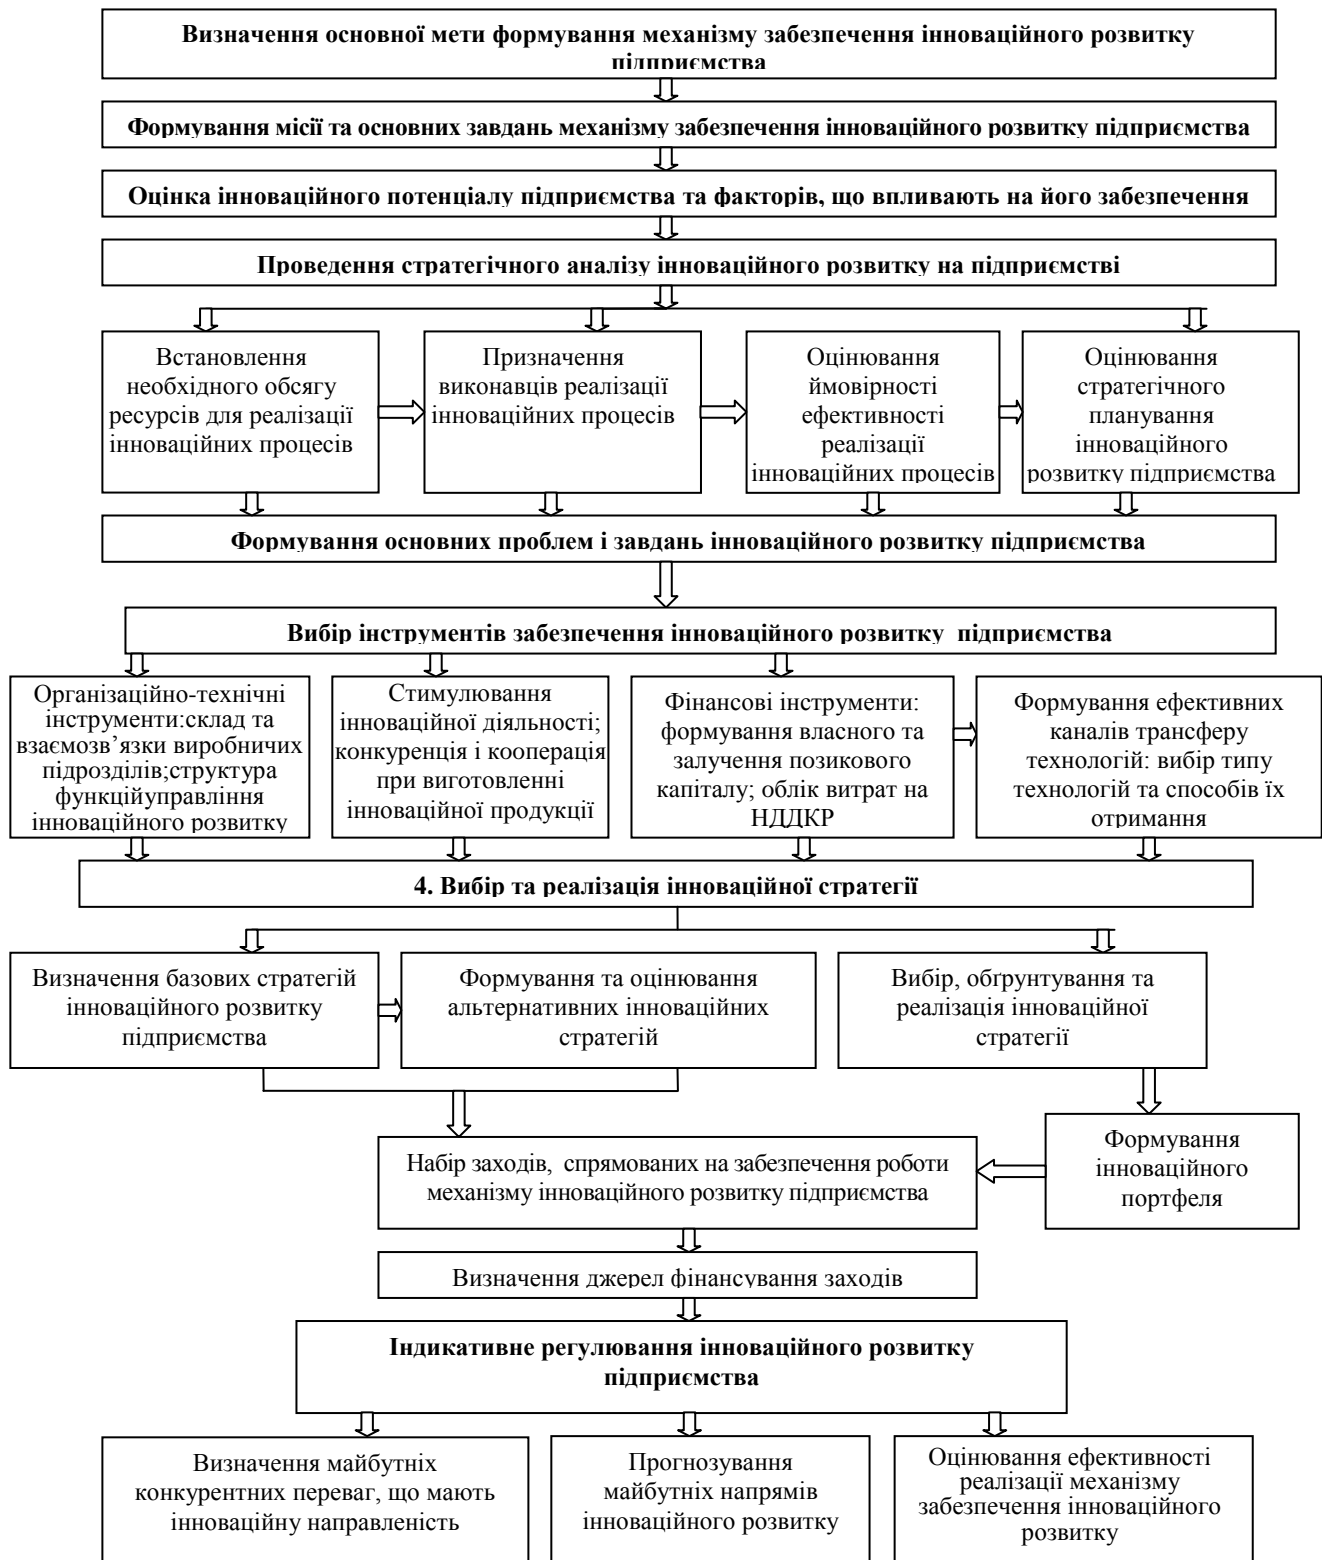 Визначення основної мети формування механізму забезпечення інноваційного розвитку
підприємства
Формування місії та основних завдань механізму забезпечення інноваційного розвитку підприємства
Оцінка інноваційного потенціалу підприємства та факторів, що впливають на його забезпечення
Проведення стратегічного аналізу інноваційного розвитку на підприємстві
Встановлення
необхідного обсягу
ресурсів для реалізації
інноваційних процесів
Призначення
виконавців реалізації
інноваційних процесів
Оцінювання
ймовірності
ефективності
реалізації
інноваційних процесів
Оцінювання
стратегічного
планування
інноваційного
розвитку підприємства
Формування основних проблем і завдань інноваційного розвитку підприємства
Вибір інструментів забезпечення інноваційного розвитку  підприємства
Організаційно-технічні
інструменти:склад та
взаємозв’язки виробничих
підрозділів;структура
функційуправління
інноваційного розвитку
Стимулювання
інноваційної діяльності;
конкуренція і кооперація
при виготовленні
інноваційної продукції
Фінансові інструменти:
формування власного та
залучення позикового
капіталу; облік витрат на
НДДКР
Формування ефективних
каналів трансферу
технологій: вибір типу
технологій та способів їх
отримання
4. Вибір та реалізація інноваційної стратегії
Визначення базових стратегій
інноваційного розвитку
підприємства
Формування та оцінювання
альтернативних інноваційних
стратегій
Вибір, обґрунтування та
реалізація інноваційної
стратегії
Набір заходів,  спрямованих на забезпечення роботи
механізму інноваційного розвитку підприємства
Формування
інноваційного
портфеля
Визначення джерел фінансування заходів
Індикативне регулювання інноваційного розвитку
підприємства
Визначення майбутніх
конкурентних переваг, що мають
інноваційну направленість
Прогнозування
майбутніх напрямів
інноваційного розвитку
Оцінювання ефективності
реалізації механізму
забезпечення інноваційного
розвитку